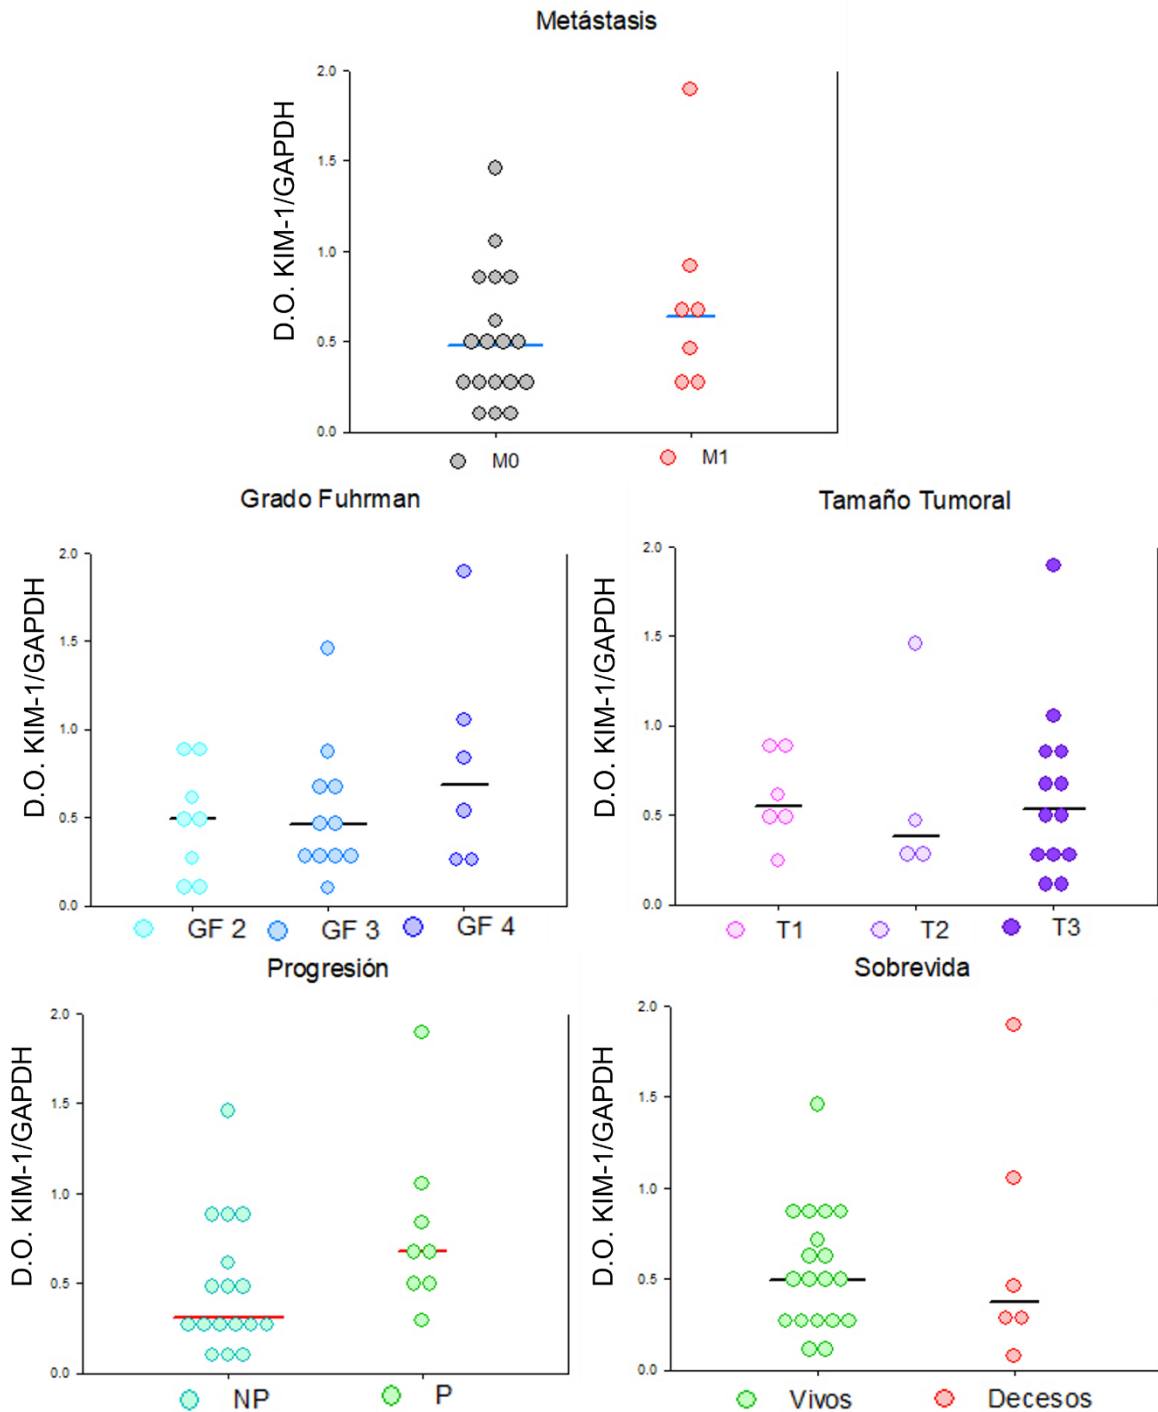 Metástasis
D.O. KIM-1/GAPDH
2.0
1.5
1.0
0.5
0.0
M0 M1
Grado Fuhrman
D.O. KIM-1/GAPDH
2.0
1.5
1.0
0.5
0.0
GF 2 GF 3 GF 4
Tamaño Tumoral
D.O. KIM-1/GAPDH
2.0
1.5
1.0
0.5
0.0
T1 T2 T3
Progresión
D.O. KIM-1/GAPDH
2.0
1.5
1.0
0.5
0.0
NP P
Sobrevida
D.O. KIM-1/GAPDH
2.0
1.5
1.0
0.5
0.0
Vivos Decesos